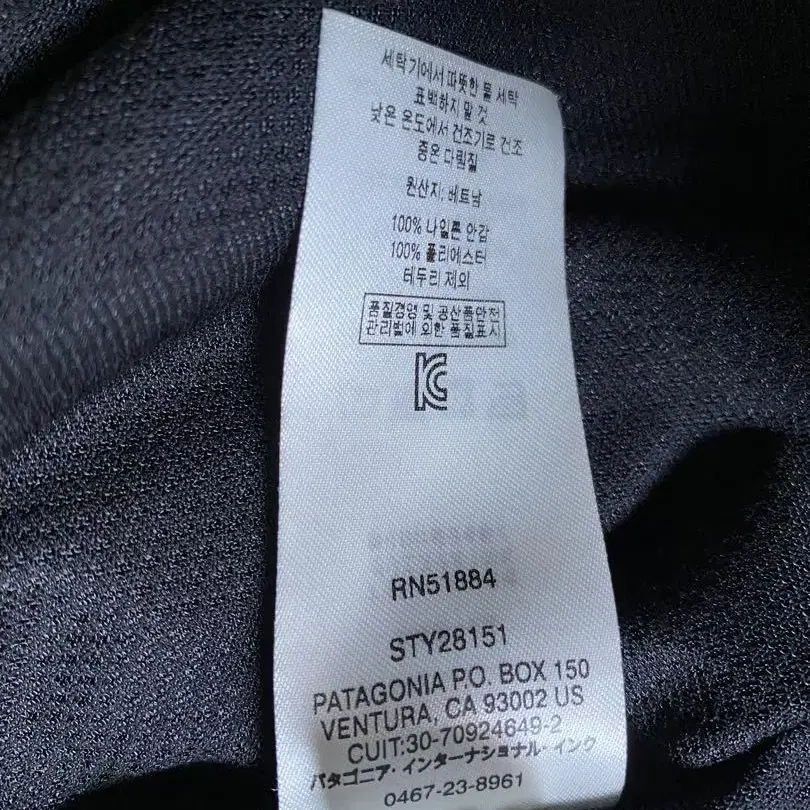 세탁기에서 따뜻한 물 세탁
표백하지 말 것
낮은 온도에서 건조기로 건조
중온 다림질
원산지: 베트남
100% 나일론 안감
100% 폴리에스터
테두리 제외
품질경영 및 공산품안전
관리법에 의한 품질표시
RN51884
STY28151
PATAGONIA P.O. BOX 150
VENTURA, CA 93002 US
CUIT:30-70924649-2
パタゴニア・インターナショナル・インク
0467-23-8961